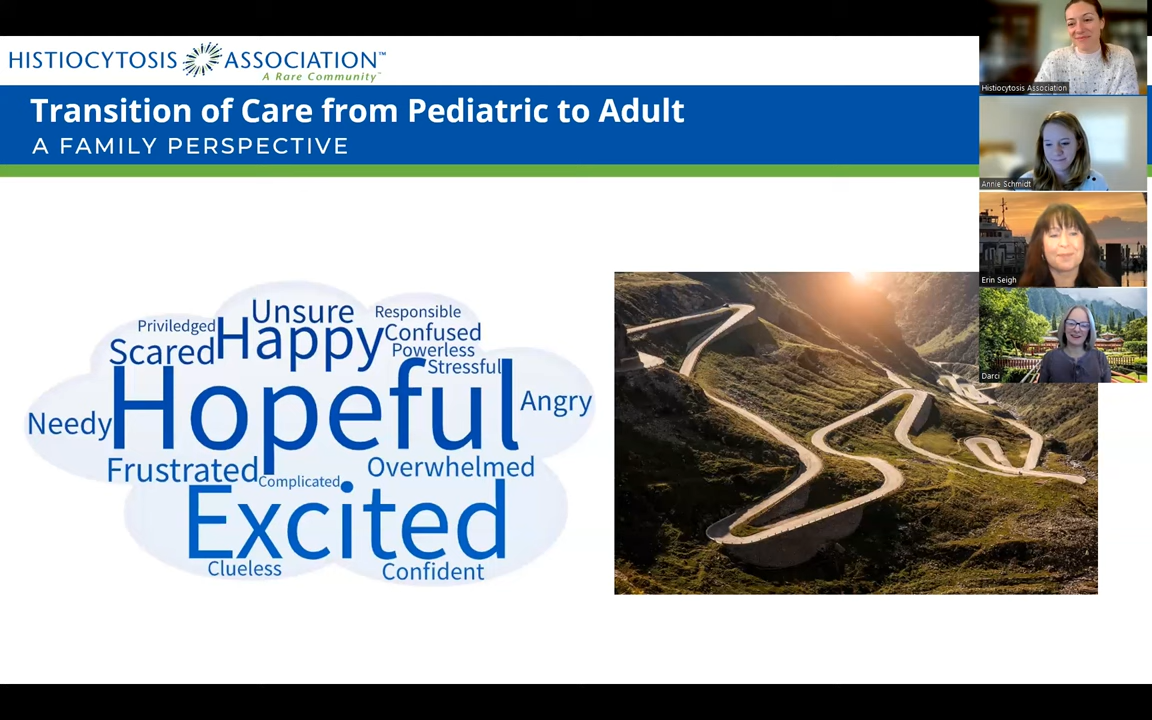 HISTIOCYTOSIS ASSOCIATION™
A Rare Community™
Transition of Care from Pediatric to Adult
A FAMILY PERSPECTIVE
Unsure
Responsible
Priviledged
Happy
Confused
Scared
Powerless
Stressful
Hopeful
Angry
Needy
Frustrated
Complicated
Overwhelmed
Excited
Clueless
Confident
Histiocytosis Association
Annie Schmidt
Erin Seigh
Darci